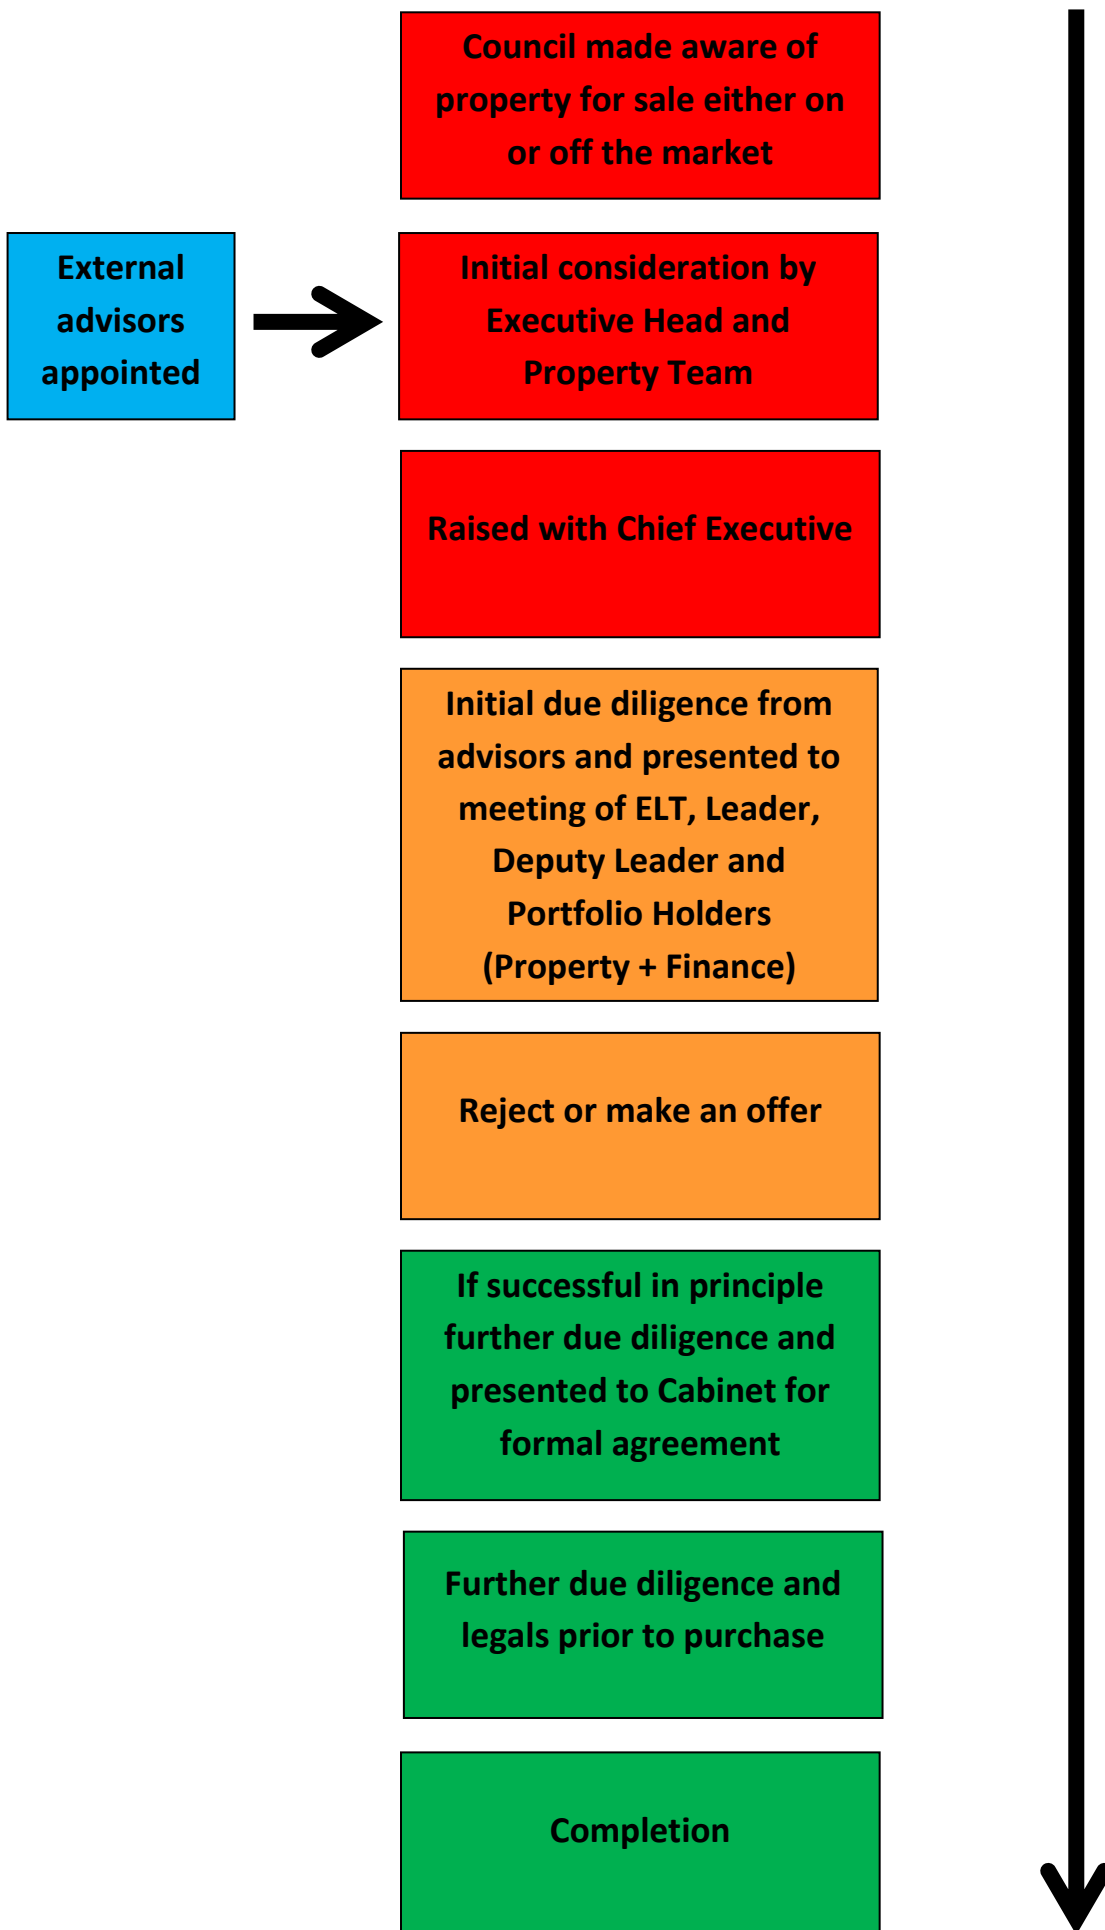 Council made aware of
property for sale either on
or off the market
External
advisors
appointed
Initial consideration by
Executive Head and
Property Team
Raised with Chief Executive
Initial due diligence from
advisors and presented to
meeting of ELT, Leader,
Deputy Leader and
Portfolio Holders
(Property + Finance)
Reject or make an offer
If successful in principle
further due diligence and
presented to Cabinet for
formal agreement
Further due diligence and
legals prior to purchase
Completion